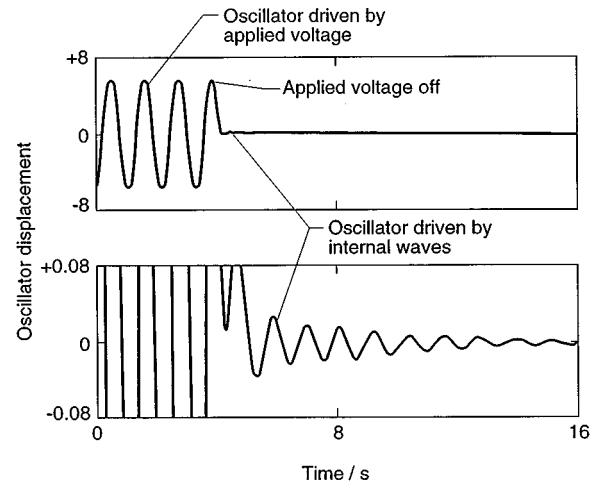 Oscillator driven by
applied voltage
+8
Applied voltage off
0
-8
Oscillator displacement
Oscillator driven by
internal waves
+0.08
0
-0.08
0
8
16
Time / s